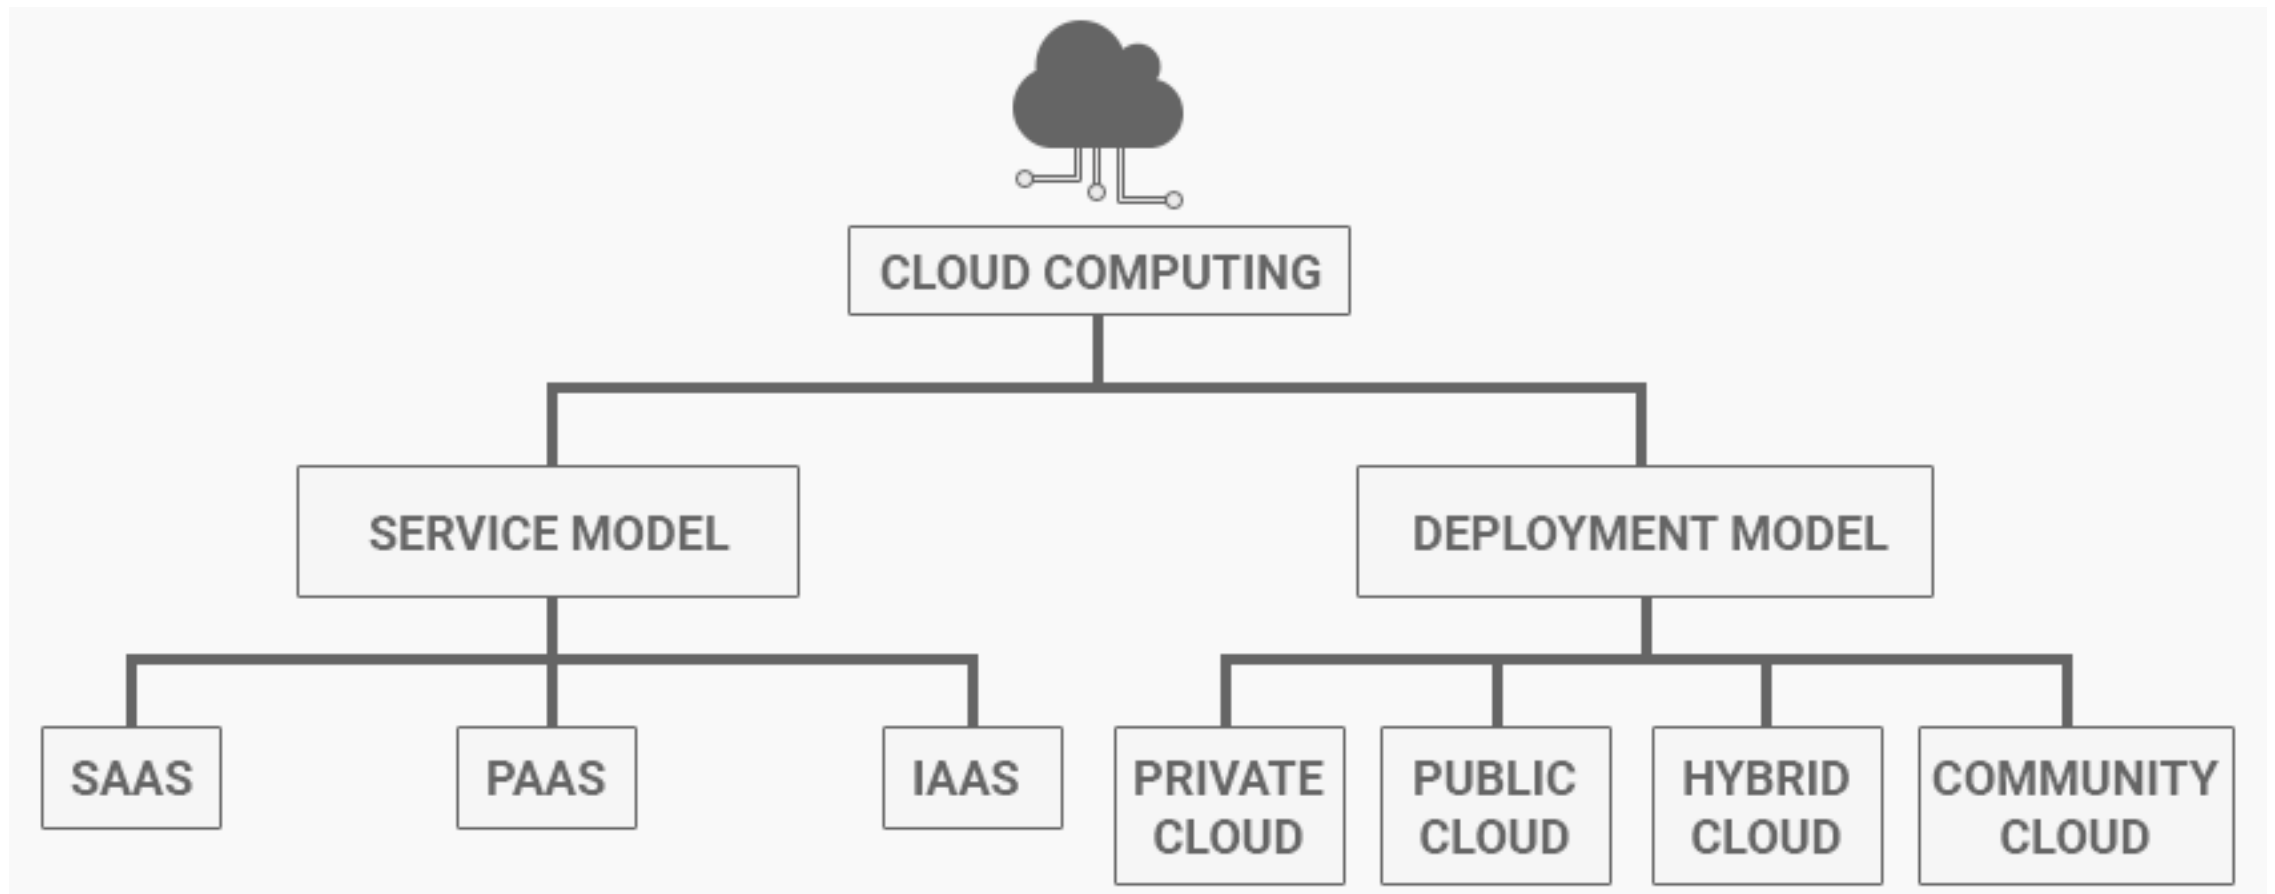 CLOUD COMPUTING
SERVICE MODEL
DEPLOYMENT MODEL
SAAS
PAAS
IAAS
PRIVATE
CLOUD
PUBLIC
CLOUD
HYBRID
CLOUD
COMMUNITY
CLOUD